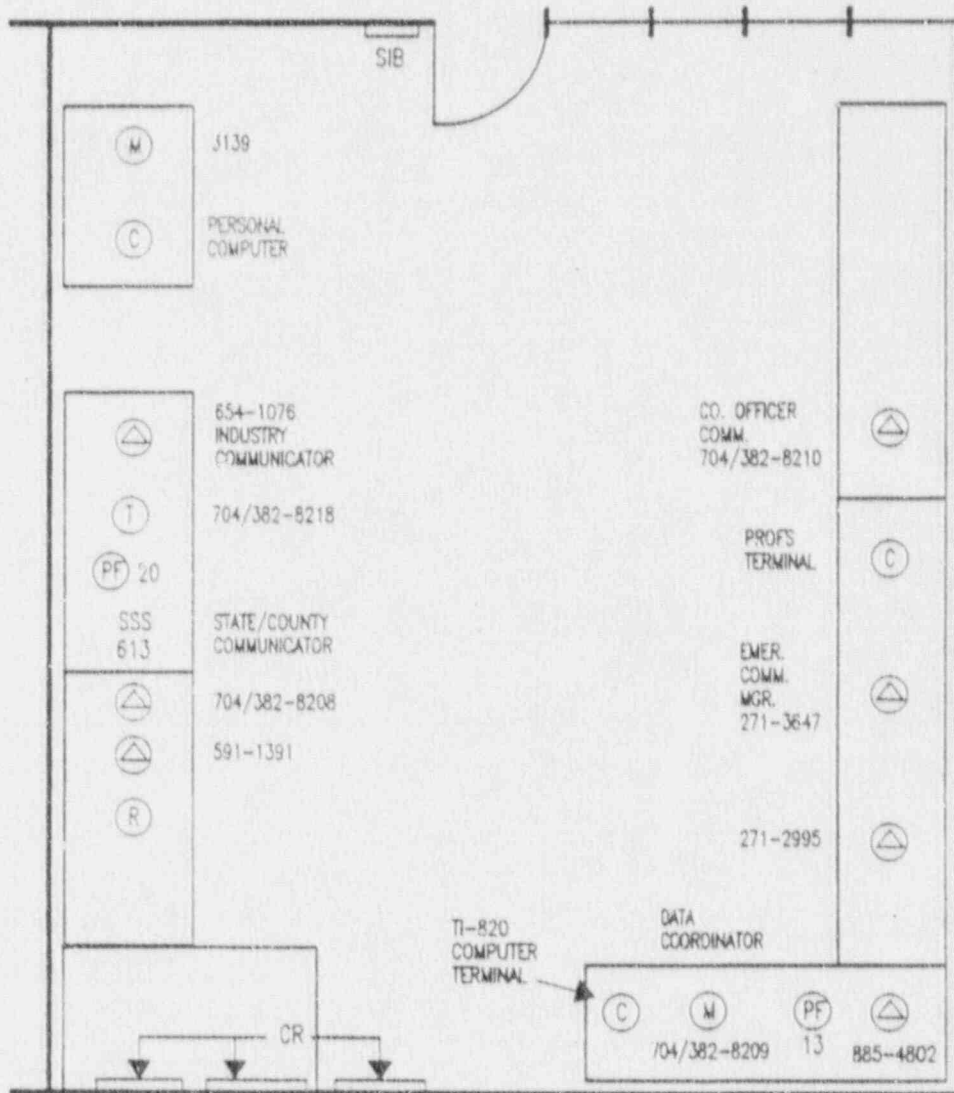 SIB
M
3139
C
PERSONAL
COMPUTER
654-1076
INDUSTRY
COMMUNICATOR
T
704/382-8218
PF 20
SSS
613
STATE/COUNTY
COMMUNICATOR
704/382-8208
591-1391
R
CO. OFFICER
COMM.
704/382-8210
PROFS
TERMINAL
C
EMER.
COMM.
MGR.
271-3647
271-2995
TI-820
COMPUTER
TERMINAL
DATA
COORDINATOR
C
M
PF
13
704/382-8209
885-4802
CR